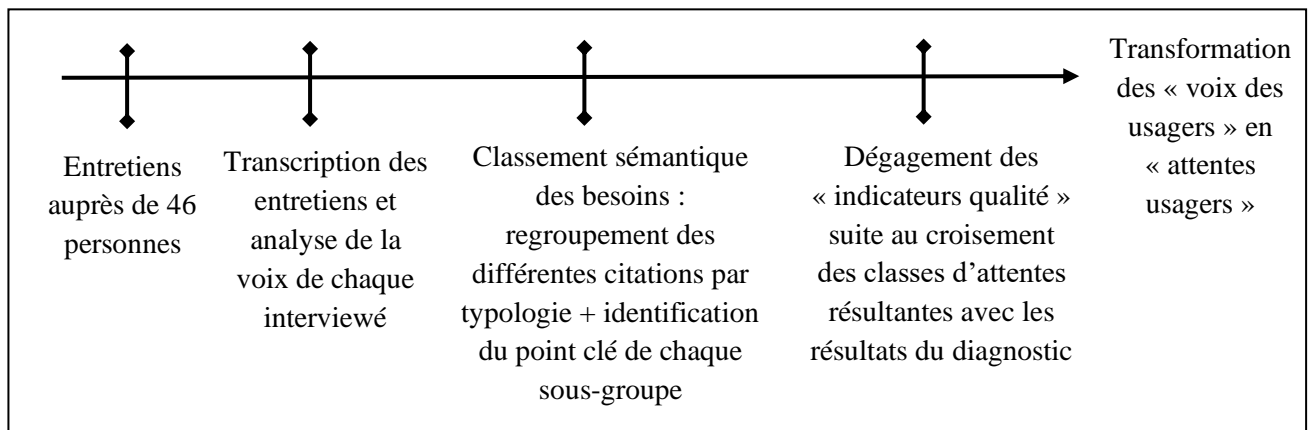 Entretiens
auprès de 46
personnes
Transcription des
entretiens et
analyse de la
voix de chaque
interviewé
Classement sémantique
des besoins :
regroupement des
différentes citations par
typologie + identification
du point clé de chaque
sous-groupe
Dégagement des
« indicateurs qualité »
suite au croisement
des classes d’attentes
résultantes avec les
résultats du diagnostic
Transformation
des « voix des
usagers » en
« attentes
usagers »